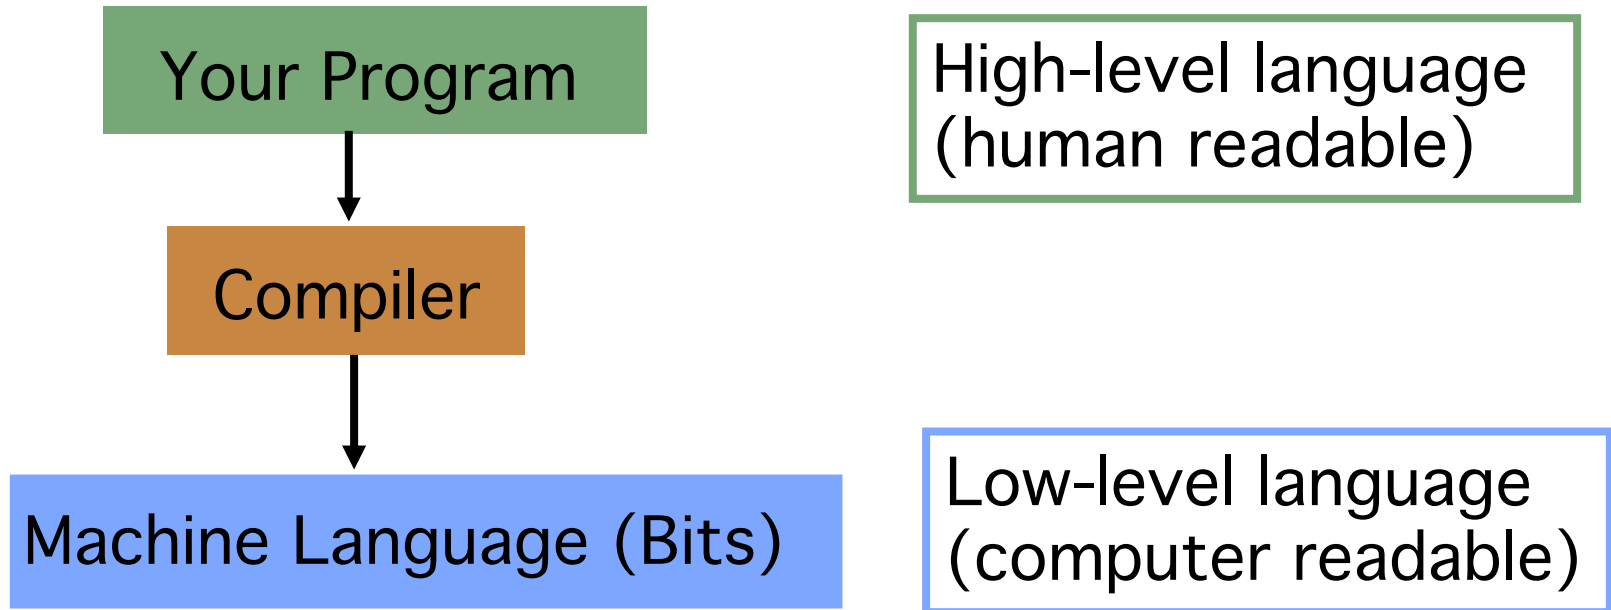 Your Program
High-level language
(human readable)
Compiler
Machine Language (Bits)
Low-level language
(computer readable)